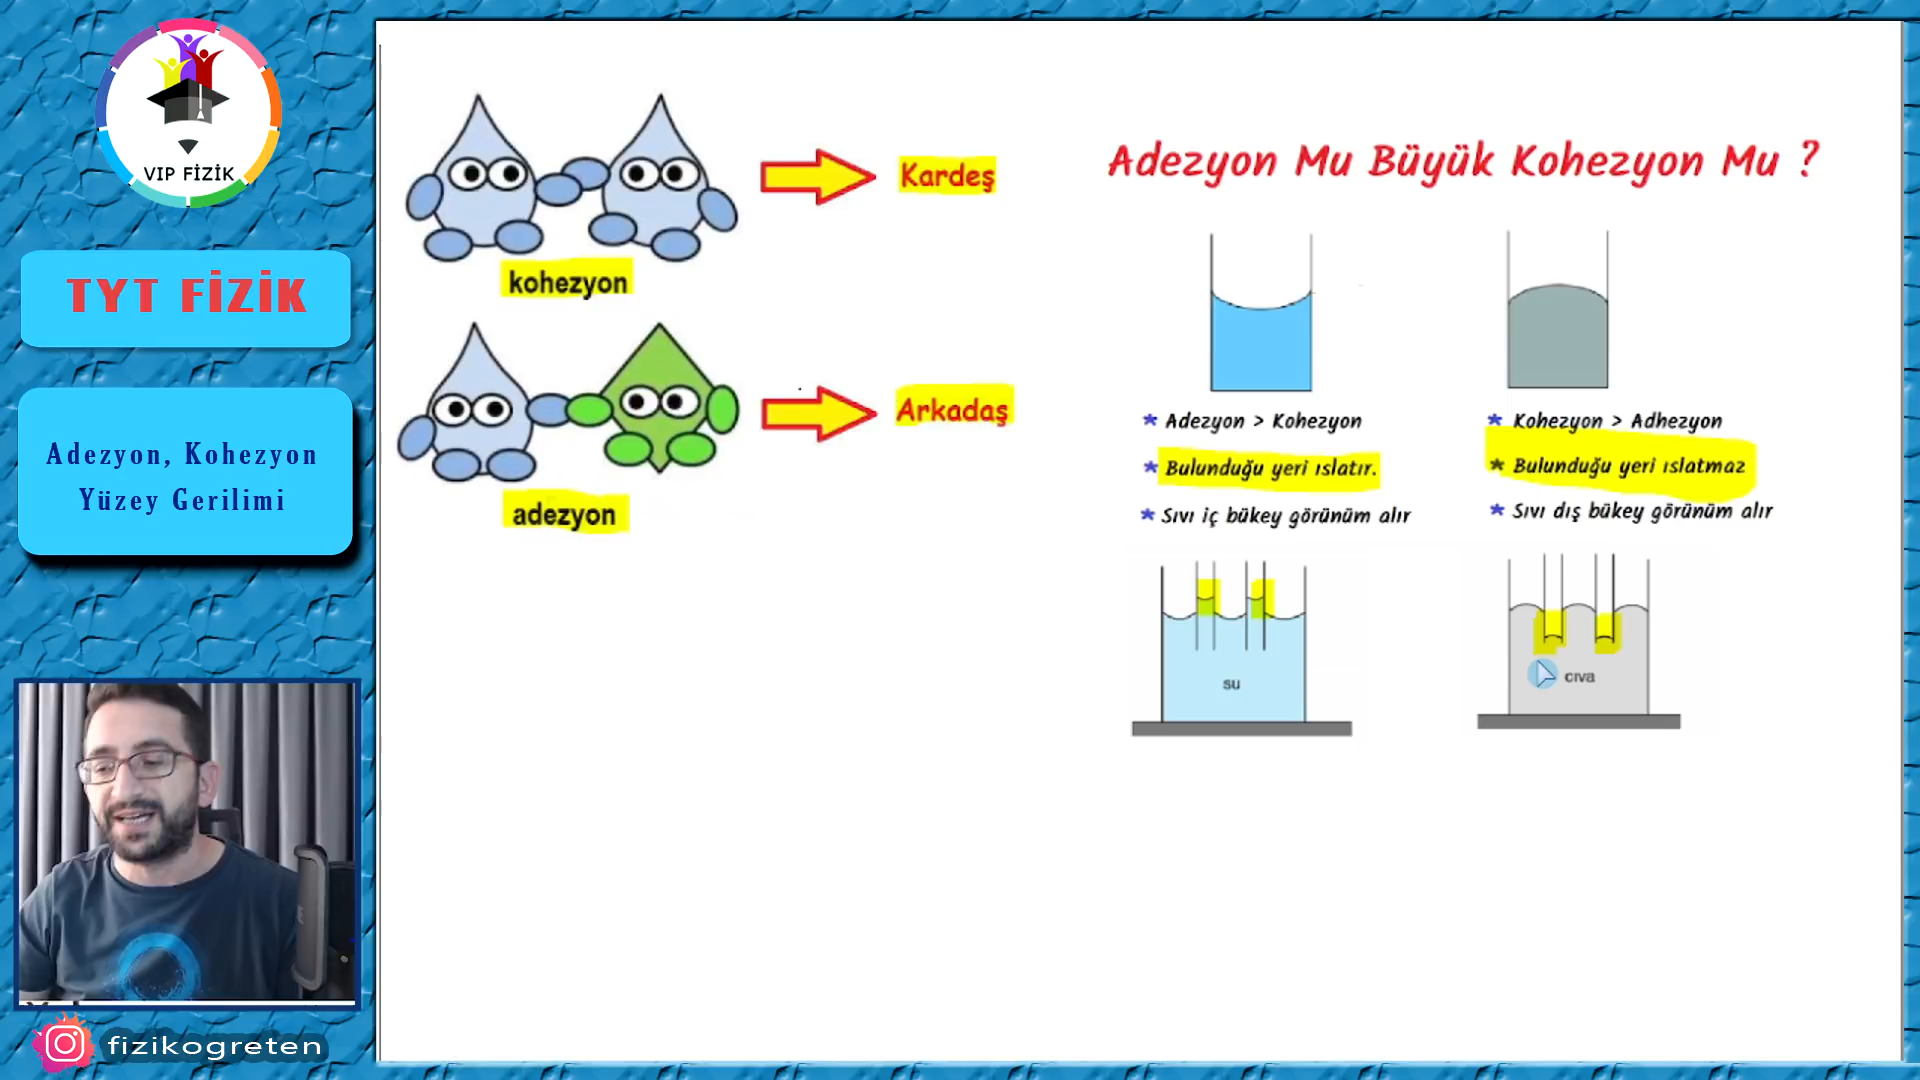 VIP FİZİK
TYT FİZİK
Adezyon, Kohezyon
Yüzey Gerilimi
fizikogreten
Kardeş
kohezyon
Arkadaş
adezyon
Adezyon Mu Büyük Kohezyon Mu ?
* Adezyon > Kohezyon
* Bulunduğu yeri ıslatır.
* Sıvı iç bükey görünüm alır
su
* Kohezyon > Adhezyon
* Bulunduğu yeri ıslatmaz
* Sıvı dış bükey görünüm alır
cıva